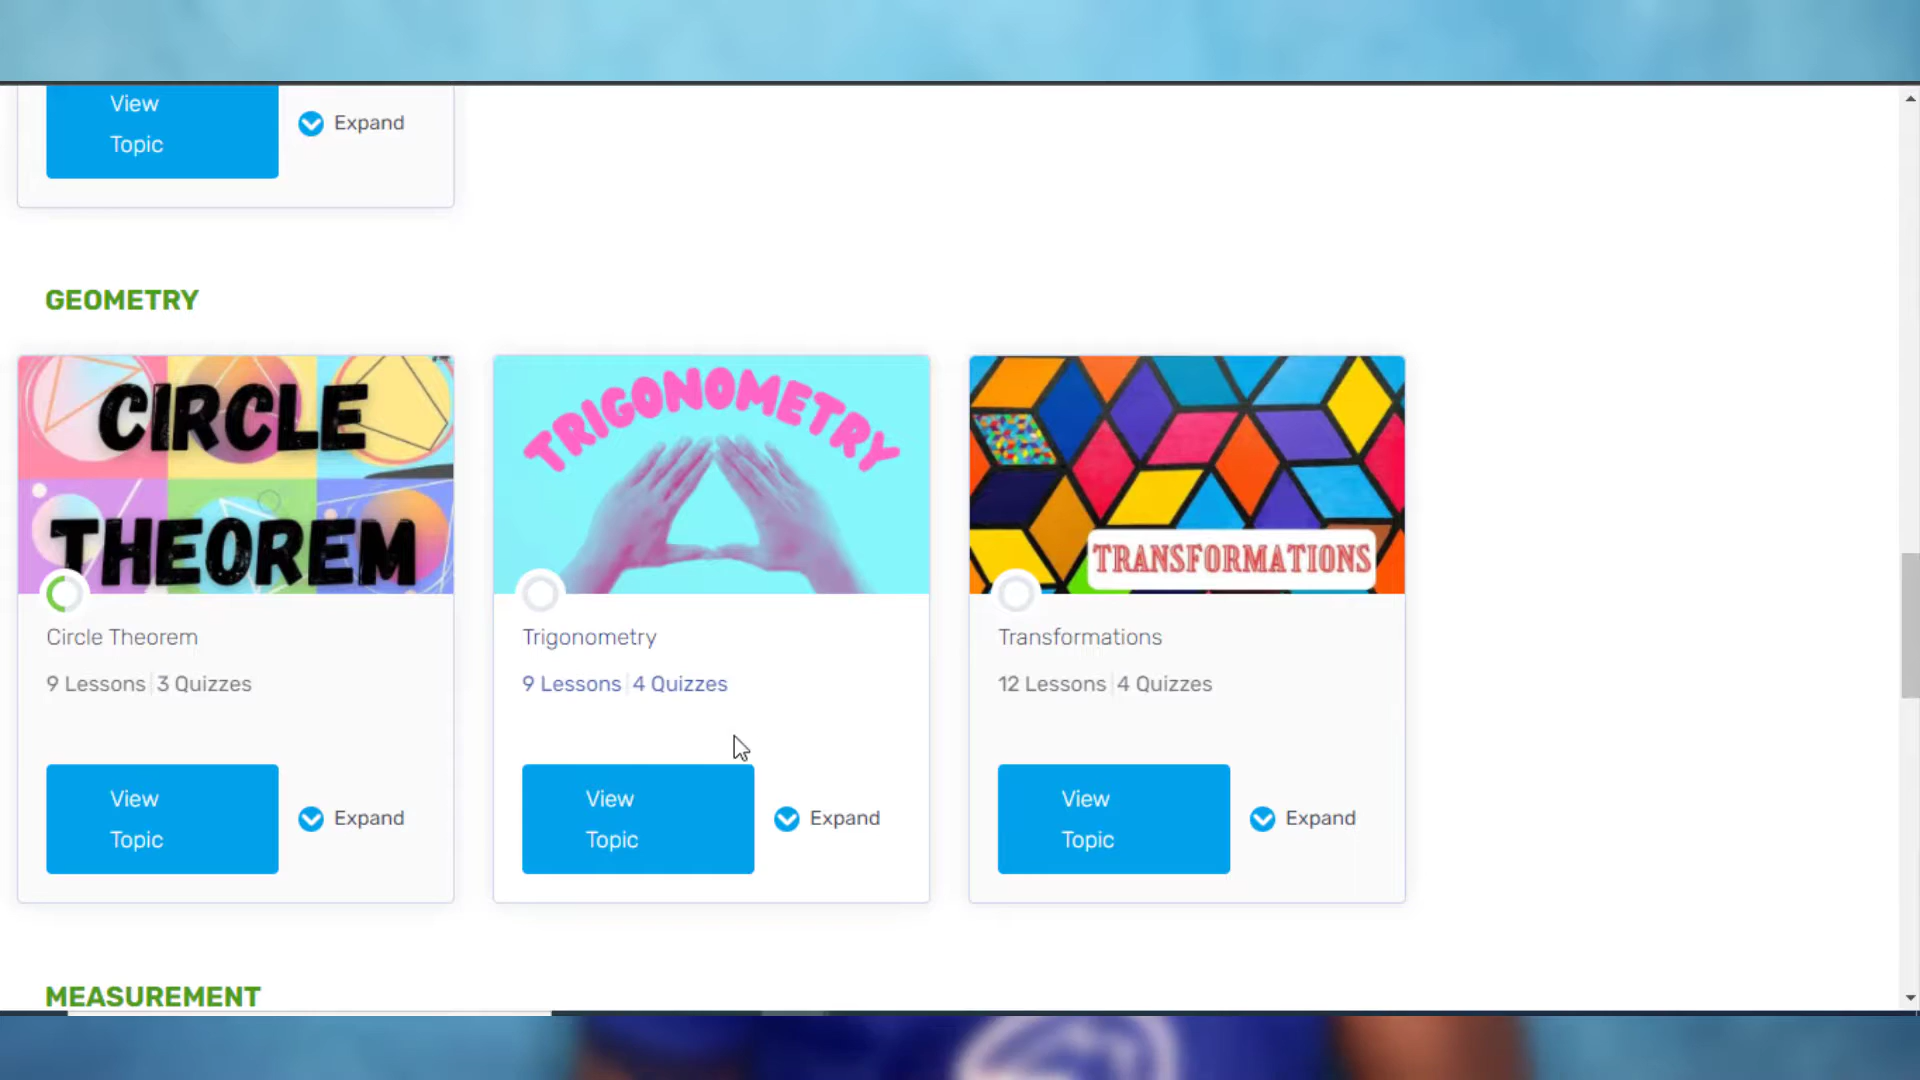 View
Topic
Expand
GEOMETRY
CIRCLE
THEOREM
TRIGONOMETRY
TRANSFORMATIONS
Circle Theorem
9 Lessons 3 Quizzes
Trigonometry
9 Lessons 4 Quizzes
Transformations
12 Lessons 4 Quizzes
View
Topic
Expand
View
Topic
Expand
View
Topic
Expand
MEASUREMENT